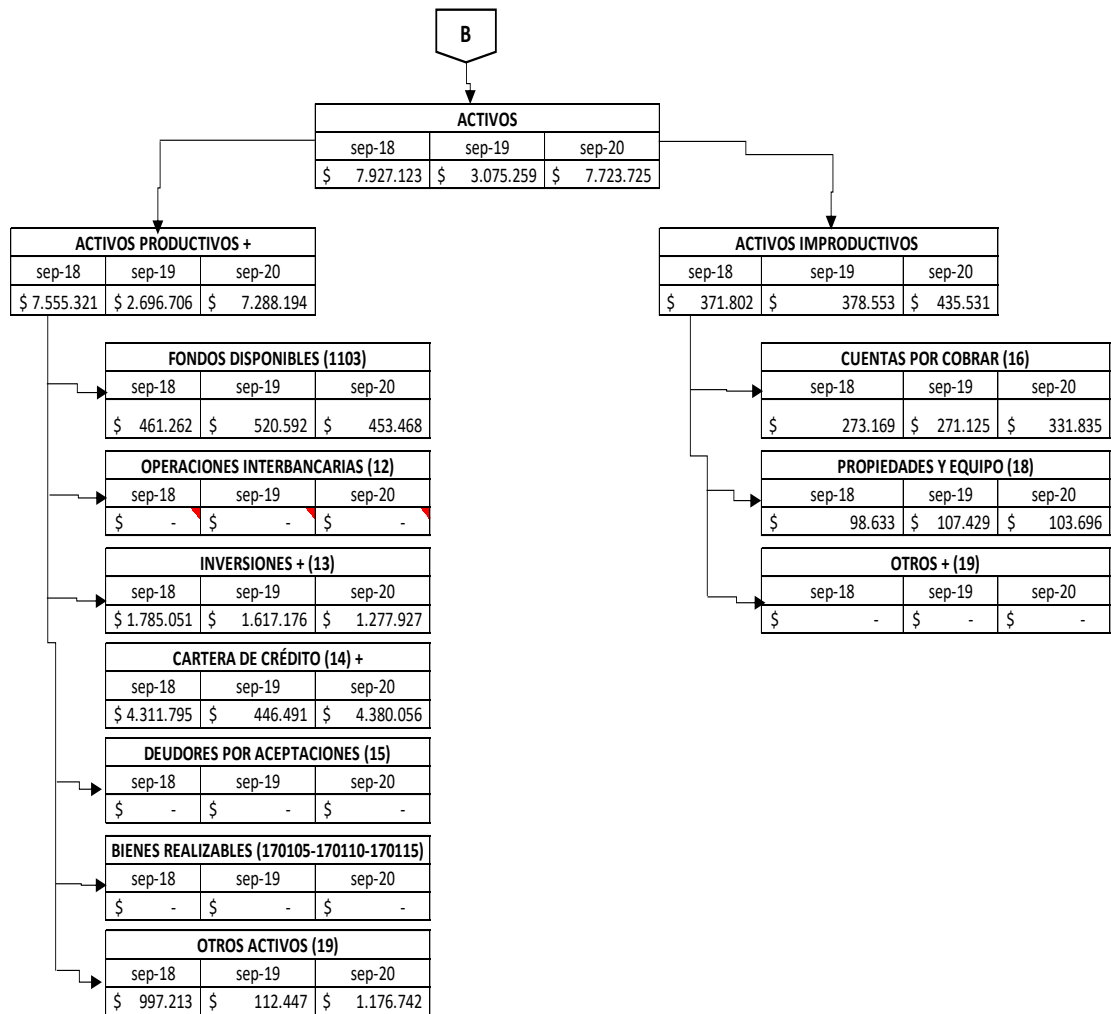 B
ACTIVOS
sep-18 sep-19 sep-20
$ 7.927.123 $ 3.075.259 $ 7.723.725
ACTIVOS PRODUCTIVOS +
sep-18 sep-19 sep-20
$ 7.555.321 $ 2.696.706 $ 7.288.194
ACTIVOS IMPRODUCTIVOS
sep-18 sep-19 sep-20
$ 371.802 $ 378.553 $ 435.531
FONDOS DISPONIBLES (1103)
sep-18 sep-19 sep-20
$ 461.262 $ 520.592 $ 453.468
OPERACIONES INTERBANCARIAS (12)
sep-18 sep-19 sep-20
$ - $ - $ -
INVERSIONES + (13)
sep-18 sep-19 sep-20
$ 1.785.051 $ 1.617.176 $ 1.277.927
CARTERA DE CRÉDITO (14) +
sep-18 sep-19 sep-20
$ 4.311.795 $ 446.491 $ 4.380.056
DEUDORES POR ACEPTACIONES (15)
sep-18 sep-19 sep-20
$ - $ - $ -
BIENES REALIZABLES (170105-170110-170115)
sep-18 sep-19 sep-20
$ - $ - $ -
OTROS ACTIVOS (19)
sep-18 sep-19 sep-20
$ 997.213 $ 112.447 $ 1.176.742
CUENTAS POR COBRAR (16)
sep-18 sep-19 sep-20
$ 273.169 $ 271.125 $ 331.835
PROPIEDADES Y EQUIPO (18)
sep-18 sep-19 sep-20
$ 98.633 $ 107.429 $ 103.696
OTROS + (19)
sep-18 sep-19 sep-20
$ - $ - $ -